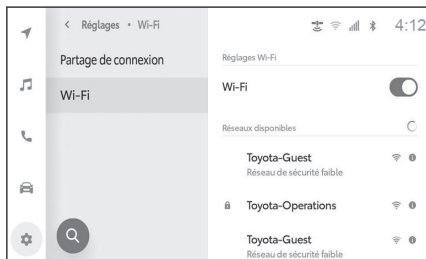 < Réglages • Wi-Fi
4:12
Partage de connexion
Wi-Fi
Réglages Wi-Fi
Wi-Fi
Réseaux disponibles
Toyota-Guest
Réseau de sécurité faible
Toyota-Operations
Toyota-Guest
Réseau de sécurité faible